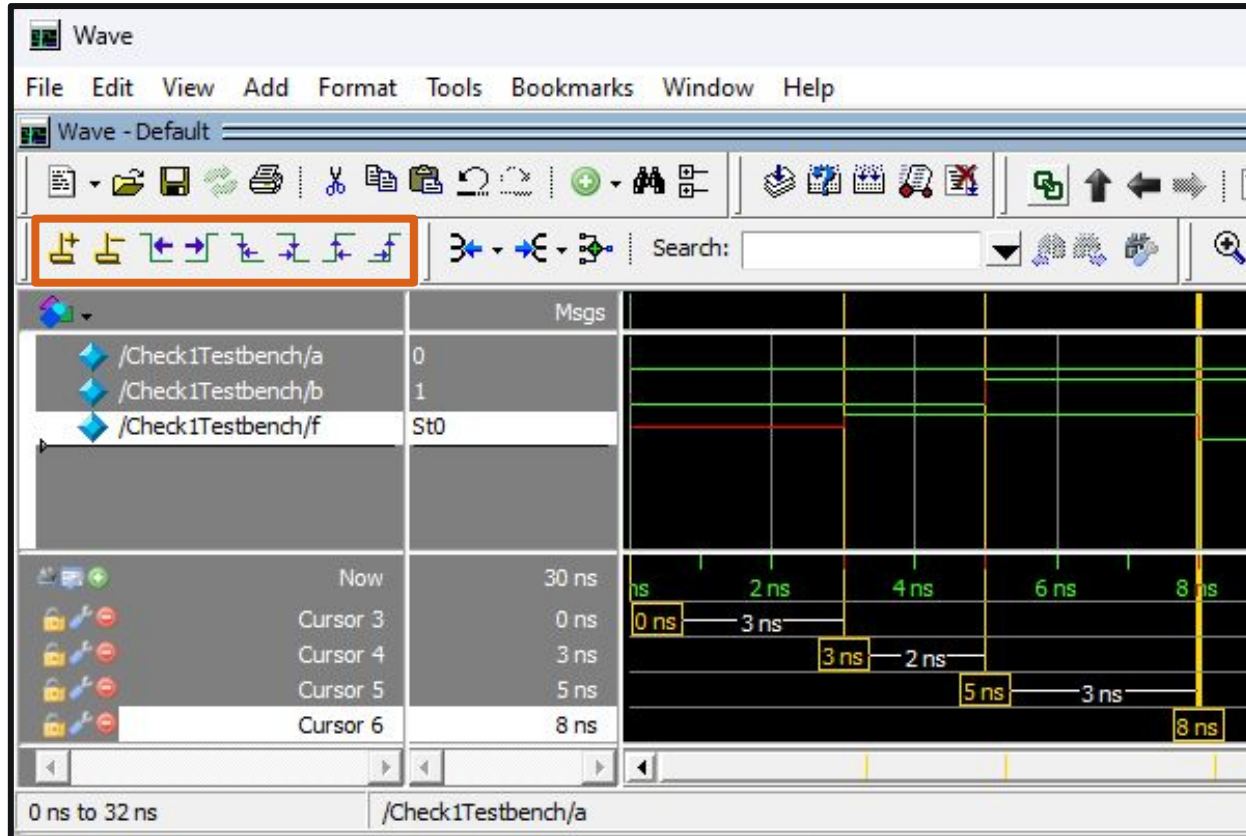 Wave
File Edit View Add Format Tools Bookmarks Window Help
Wave - Default
Search:
Msgs
/Check1Testbench/a 0
/Check1Testbench/b 1
/Check1Testbench/f St0
Now 30 ns ns 2 ns 4 ns 6 ns 8 ns
Cursor 3 0 ns 0 ns 3 ns
Cursor 4 3 ns 3 ns 2 ns
Cursor 5 5 ns 5 ns 3 ns
Cursor 6 8 ns 8 ns
0 ns to 32 ns /Check1Testbench/a